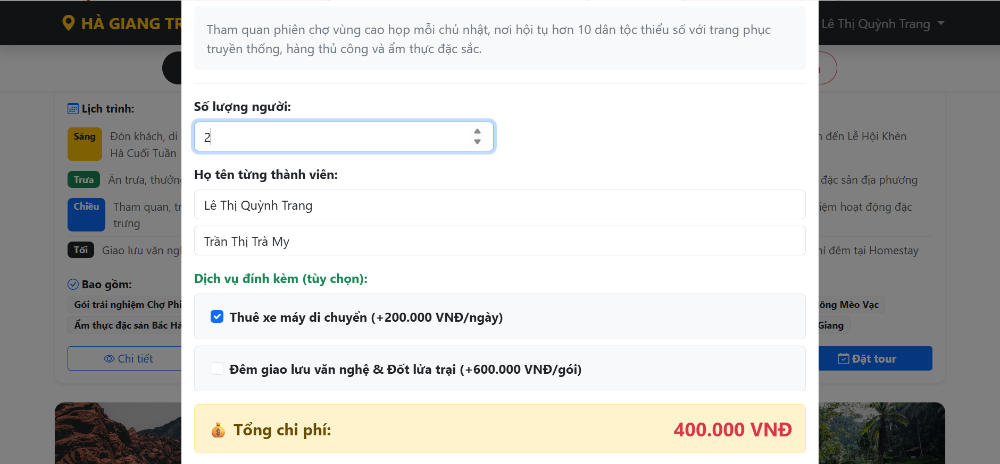 HÀ GIANG TR
Lê Thị Quỳnh Trang
Tham quan phiên chợ vùng cao họp mỗi chủ nhật, nơi hội tụ hơn 10 dân tộc thiểu số với trang phục
truyền thống, hàng thủ công và ẩm thực đặc sắc.
Lịch trình:
Sáng
Đón khách, di
Hà Cuối Tuần
Trưa
Ăn trưa, thưởng
Chiều
Tham quan, tr
trưng
Tối
Giao lưu văn ngh
Bao gồm:
Gói trải nghiệm Chợ Phi
Ẩm thực đặc sản Bắc Hà
Chi tiết
Số lượng người:
2
Họ tên từng thành viên:
Lê Thị Quỳnh Trang
Trần Thị Trà My
Dịch vụ đính kèm (tùy chọn):
Thuê xe máy di chuyển (+200.000 VNĐ/ngày)
Đêm giao lưu văn nghệ & Đốt lửa trại (+600.000 VNĐ/gói)
Tổng chi phí:
400.000 VNĐ
đến Lễ Hội Khèn
đặc sản địa phương
iệm hoạt động đặc
hỉ đêm tại Homestay
ông Mèo Vạc
Giang
Đặt tour